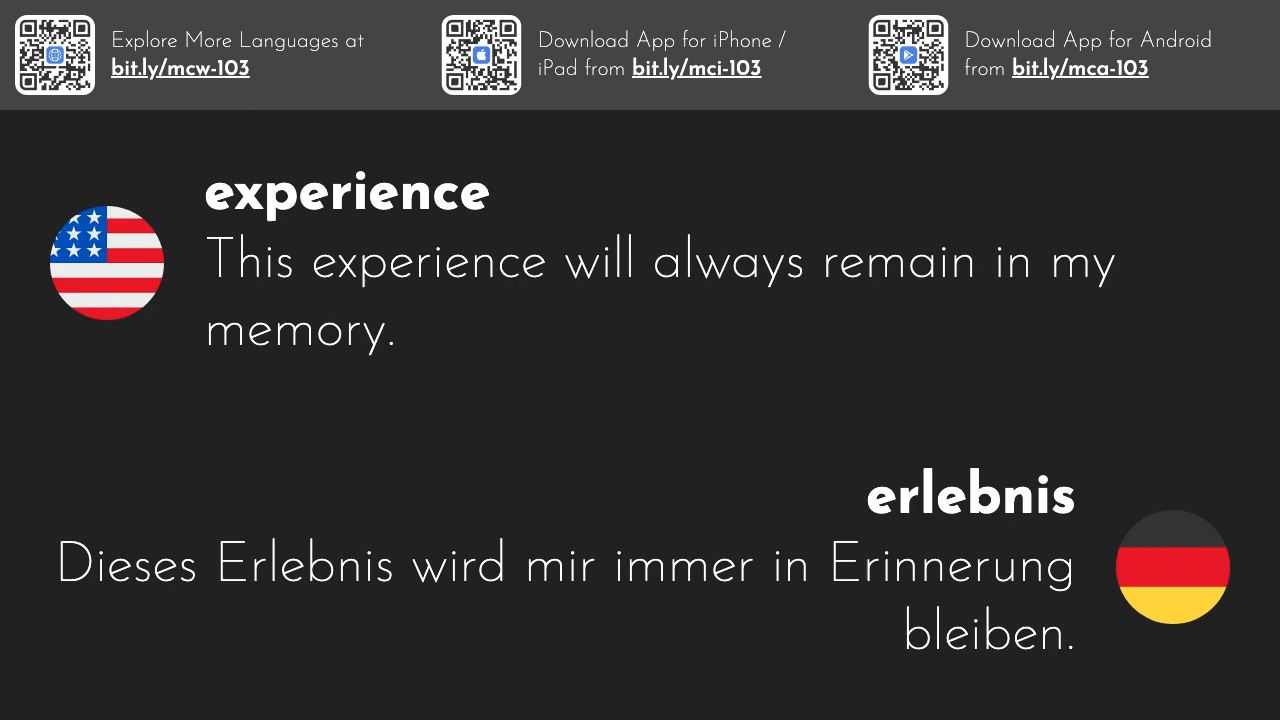 Explore More Languages at
bit.ly/mcw-103
Download App for iPhone /
iPad from bit.ly/mci-103
Download App for Android
from bit.ly/mca-103
experience
This experience will always remain in my
memory.
erlebnis
Dieses Erlebnis wird mir immer in Erinnerung
bleiben.